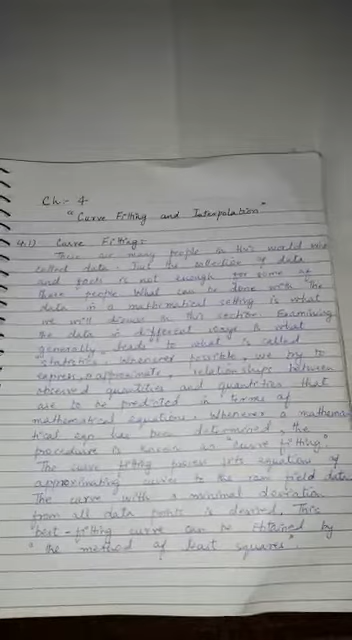 Ch - 4
"Curve Fitting and Interpolation"
4.1) Curve Fitting:
There are many people in this world who
collect data. But the collection of data
and facts is not enough for some of
these people. What can be done with the
data in a mathematical setting is what
we will discuss in this section. Examining
the data in different ways is what
generally leads to what is called
statistics. Whenever possible, we try to
express, approximate, relationships between
observed quantities and quantities that
are to be predicted in terms of
mathematical equations. Whenever a mathema-
tical eqn has been determined, the
procedure is known as "curve fitting"
The curve fitting process fits equation of
approximating curves to the raw field data
The curve with a minimal deviation
from all data points is desired. This
best-fitting curve can be obtained by
"the method of least squares".